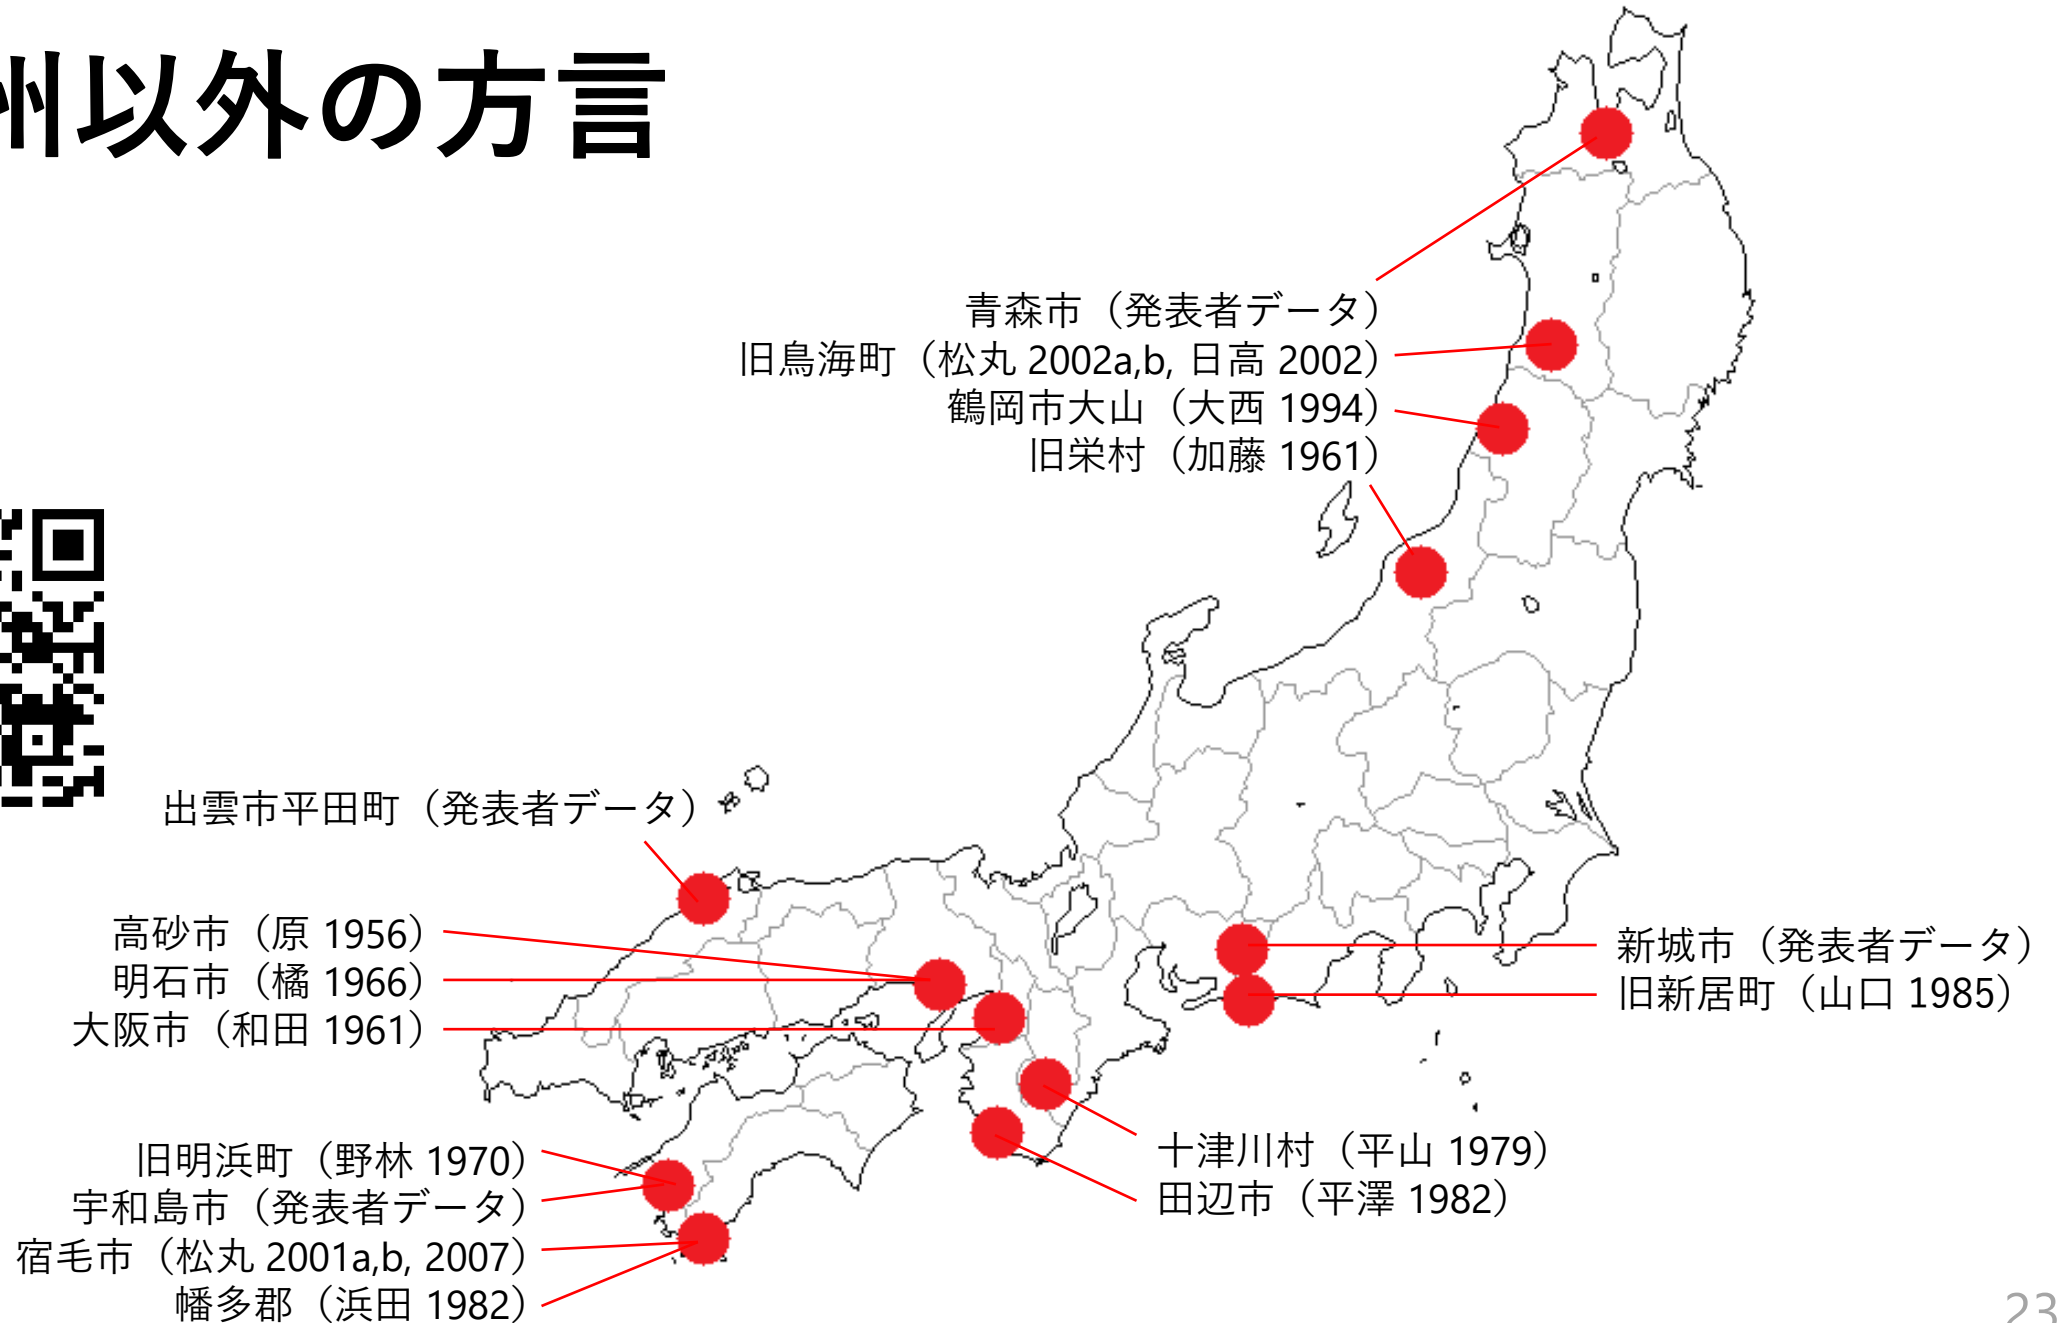 州以外の方言
青森市（発表者データ）
旧鳥海町（松丸 2002a,b, 日高 2002）
鶴岡市大山（大西 1994）
旧栄村（加藤 1961）
出雲市平田町（発表者データ）
高砂市（原 1956）
明石市（橘 1966）
大阪市（和田 1961）
新城市（発表者データ）
旧新居町（山口 1985）
十津川村（平山 1979）
田辺市（平澤 1982）
旧明浜町（野林 1970）
宇和島市（発表者データ）
宿毛市（松丸 2001a,b, 2007）
幡多郡（浜田 1982）
23